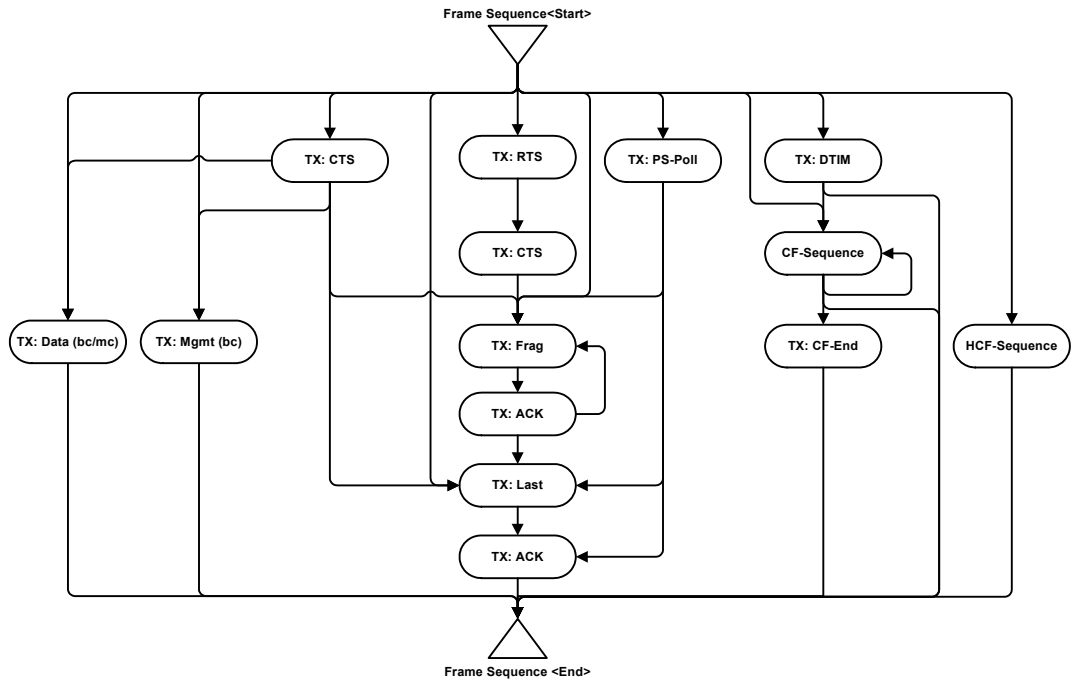 Frame Sequence<Start>
TX: CTS
TX: RTS
TX: PS-Poll
TX: DTIM
TX: CTS
CF-Sequence
TX: Data (bc/mc)
TX: Mgmt (bc)
TX: Frag
TX: CF-End
HCF-Sequence
TX: ACK
TX: Last
TX: ACK
Frame Sequence <End>